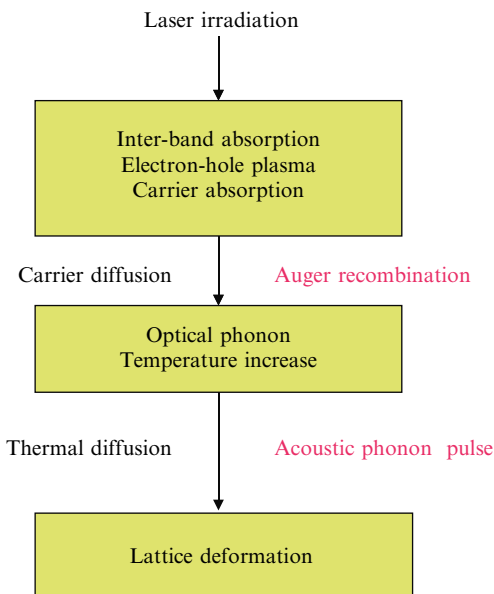 Laser irradiation
Inter-band absorption
Electron-hole plasma
Carrier absorption
Carrier diffusion
Auger recombination
Optical phonon
Temperature increase
Thermal diffusion
Acoustic phonon pulse
Lattice deformation